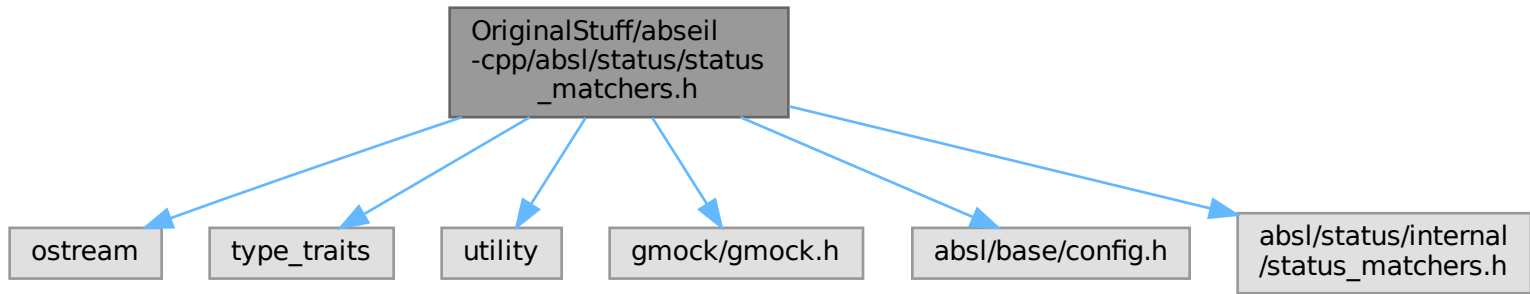 OriginalStuff/abseil
-cpp/absl/status/status
_matchers.h
ostream
type_traits
utility
gmock/gmock.h
absl/base/config.h
absl/status/internal
/status_matchers.h